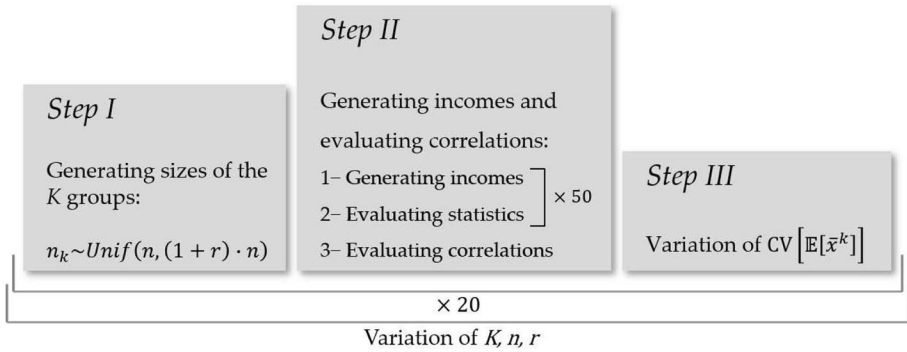 Step I
Generating sizes of the
K groups:
n_k~Unif(n, (1 + r) · n)
Step II
Generating incomes and
evaluating correlations:
1– Generating incomes
2– Evaluating statistics
× 50
3– Evaluating correlations
Step III
Variation of CV [𝔼[x̄^k]]
× 20
Variation of K, n, r